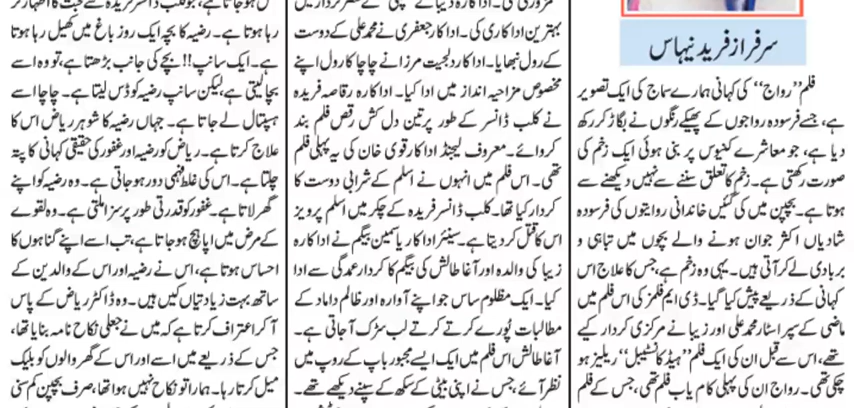 سرفراز فرید نیہاس
فلم ’’رواج‘‘ کی کہانی ہمارے سماج کی ایک تصویر
ہے، جسے فرسودہ رواجوں کے پھیکے رنگوں نے بگاڑ کر رکھ
دیا ہے، جو معاشرے کے کینوس پر بنی ہوئی ایک زخم کی
صورت رکھتی ہے۔ زخم کا تعلق سننے سے نہیں دیکھنے سے
ہوتا ہے۔ بچپن میں کی گئیں خاندانی روایتوں کی فرسودہ
شادیاں اکثر جوان ہونے والے بچوں میں تباہی و
بربادی لے کر آتی ہیں۔ یہی وہ زخم ہے، جس کا علاج اس
کہانی کے ذریعے پیش کیا گیا۔ ڈی ایم فلمز کی اس فلم میں
ماضی کے سپر اسٹار محمد علی اور زیبا نے مرکزی کردار کیے
تھے، اس سے قبل ان کی ایک فلم ’’ہیڈ کانسٹیبل‘‘ ریلیز ہو
چکی تھی۔ رواج ان کی پہلی کام یاب فلم تھی، جس کے فلم
بہترین اداکاری کی۔ اداکار جعفری نے محمد علی کے دوست
کے رول نبھایا۔ اداکار دلجیت مرزا نے چاچا کا رول اپنے
مخصوص مزاحیہ انداز میں ادا کیا۔ اداکارہ رقاصہ فریدہ
نے کلب ڈانسر کے طور پر تین دل کش رقص فلم بند
کروائے۔ معروف لیجنڈ اداکار قوی خان کی یہ پہلی فلم
تھی۔ اس فلم میں انہوں نے اسلم کے شرابی دوست کا
کردار کیا تھا۔ کلب ڈانسر فریدہ کے چکر میں اسلم پرویز
اس کا قتل کر دیتا ہے۔ سینئر اداکار یاسمین بیگم نے اداکارہ
زیبا کی والدہ اور آغا طالش کی بیگم کا کردار عمدگی سے ادا
کیا۔ ایک مظلوم ساس جو اپنے آوارہ اور ظالم داماد کے
مطالبات پورے کرتے کرتے لب سڑک آ جاتی ہے۔
آغا طالش اس فلم میں ایک ایسے مجبور باپ کے روپ میں
نظر آئے، جس نے اپنی بیٹی کے سکھ کے سپنے دیکھے تھے۔
رہا ہوتا ہے۔ رضیہ کا بچہ ایک روز باغ میں کھیل رہا ہوتا
ہے۔ ایک سانپ!! بچے کی جانب بڑھتا ہے، تو وہ اسے
بچا لیتی ہے، لیکن سانپ رضیہ کو ڈس لیتا ہے۔ چاچا اسے
ہسپتال لے جاتا ہے۔ جہاں رضیہ کا شوہر ریاض اس کا
علاج کرتا ہے۔ ریاض کو رضیہ اور غفور کی حقیقی کہانی کا پتہ
چلتا ہے۔ اس کی غلط فہمی دور ہو جاتی ہے۔ وہ رضیہ کو اپنے
گھر لاتا ہے۔ غفور کو قدرتی طور پر سزا ملتی ہے۔ وہ لقوے
کے مرض میں اپاہج ہو جاتا ہے، تب اسے اپنے گناہوں کا
احساس ہوتا ہے، اس نے رضیہ اور اس کے والدین کے
ساتھ بہت زیادتیاں کیں ہیں۔ وہ ڈاکٹر ریاض کے پاس
آ کر اعتراف کرتا ہے کہ میں نے جعلی نکاح نامہ بنایا تھا،
جس کے ذریعے میں اسے اور اس کے گھر والوں کو بلیک
میل کرتا رہا۔ ہمارا تو نکاح نہیں ہوا تھا، صرف بچپن کم سنی